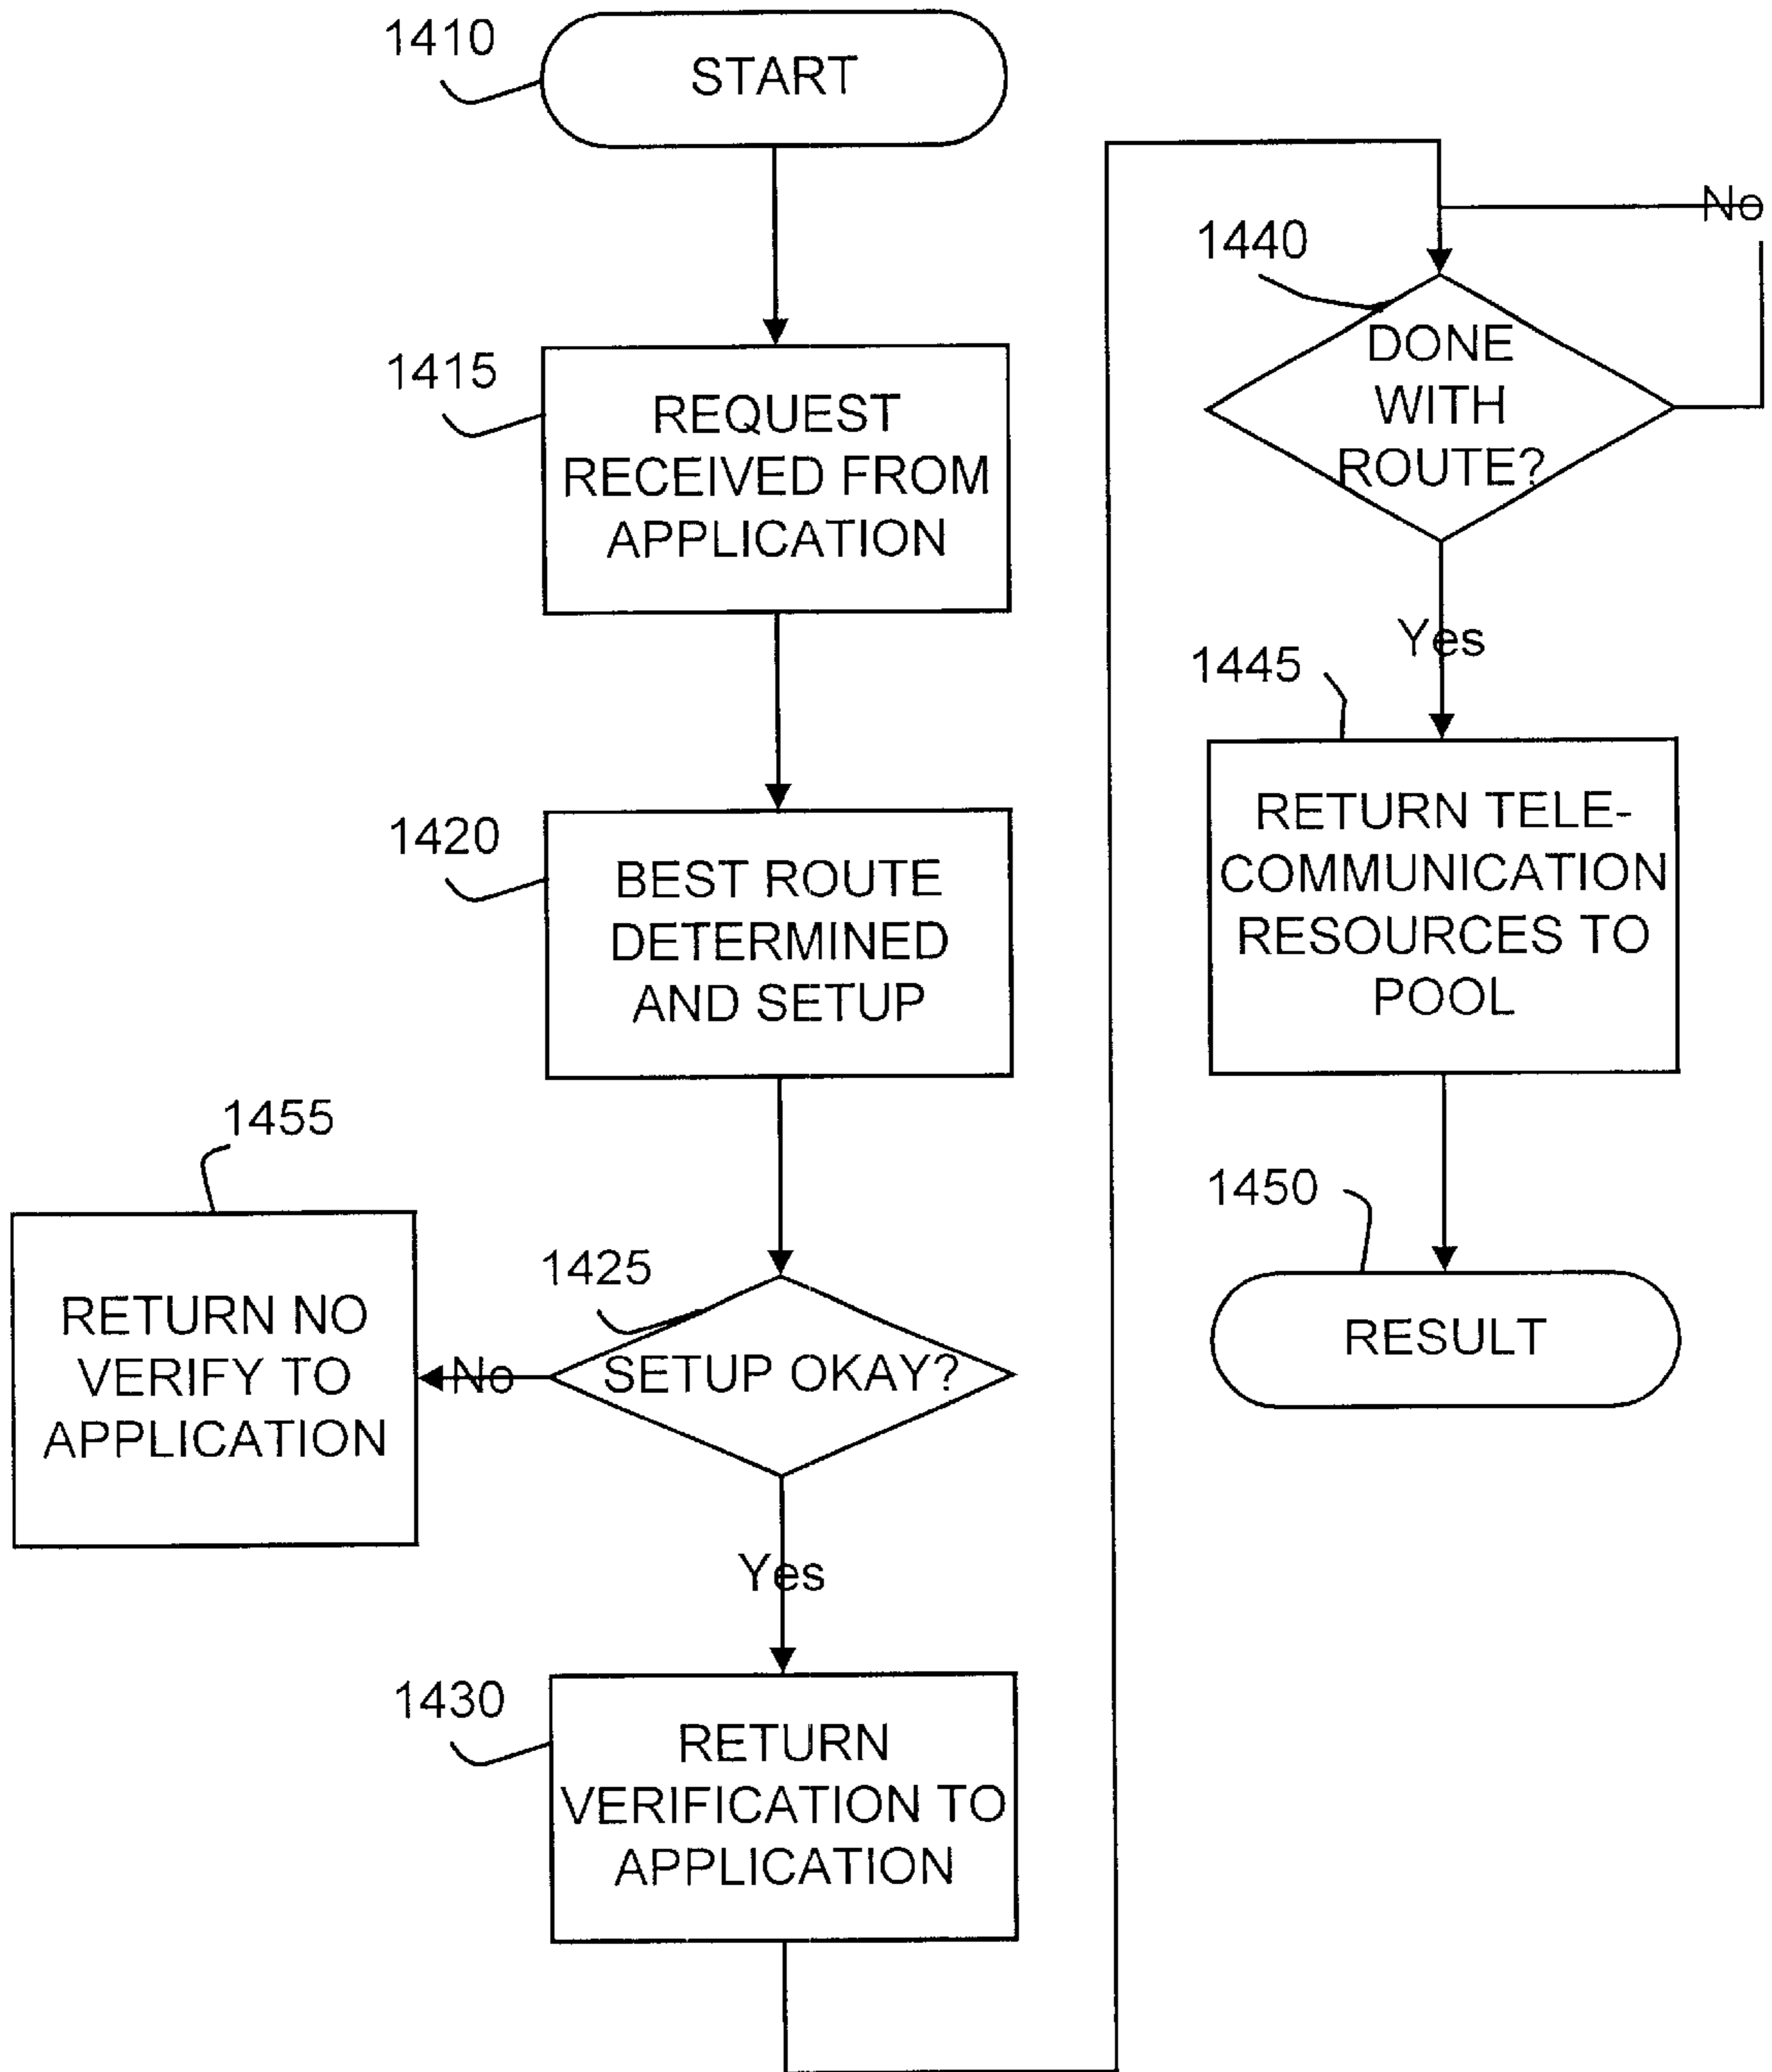 1410
START
1415
REQUEST
RECEIVED FROM
APPLICATION
1420
BEST ROUTE
DETERMINED
AND SETUP
1455
RETURN NO
VERIFY TO
APPLICATION
1425
SETUP OKAY?
No
Yes
1430
RETURN
VERIFICATION TO
APPLICATION
No
1440
DONE
WITH
ROUTE?
Yes
1445
RETURN TELE-
COMMUNICATION
RESOURCES TO
POOL
1450
RESULT